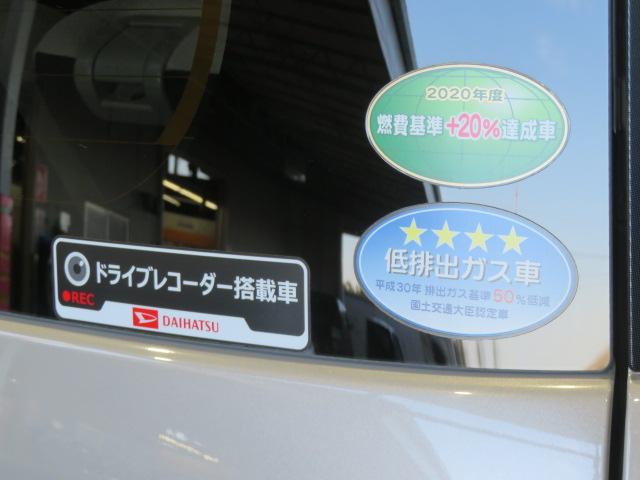 2020年度
燃費基準+20%達成車
★★★★
低排出ガス車
平成30年 排出ガス基準50%低減
国土交通大臣認定車
ドライブレコーダー搭載車
REC
DAIHATSU